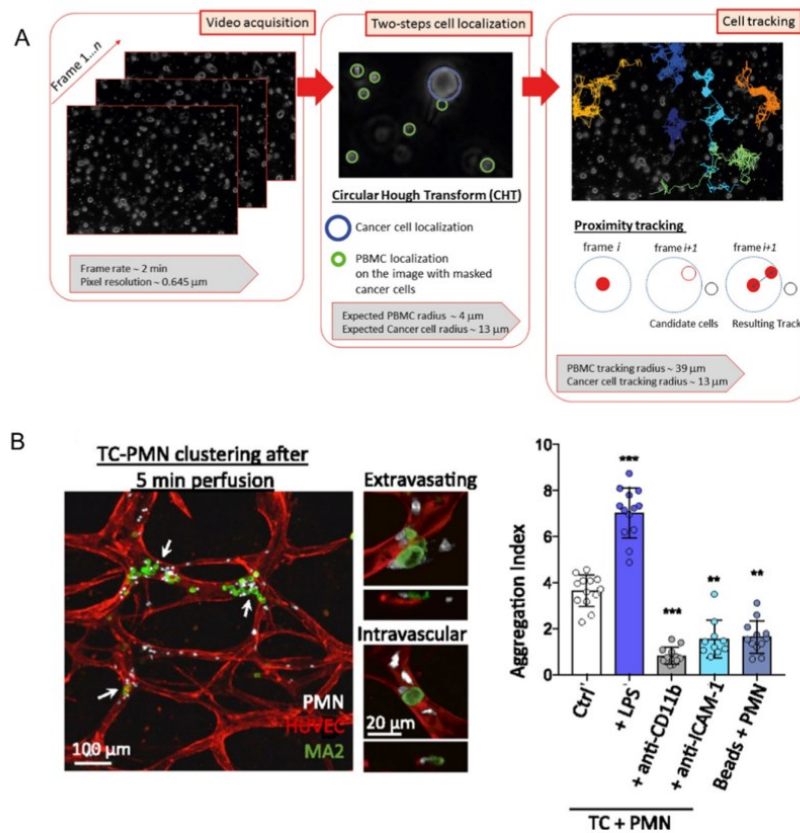 A
Video acquisition
Two-steps cell localization
Cell tracking
Frame 1...n
Circular Hough Transform (CHT)
Cancer cell localization
PBMC localization
on the image with masked
cancer cells
Proximity tracking
frame i
frame i+1
frame i+1
Candidate cells
Resulting Track
Frame rate ~ 2 min
Pixel resolution ~ 0.645 µm
Expected PBMC radius ~ 4 µm
Expected Cancer cell radius ~ 13 µm
PBMC tracking radius ~ 39 µm
Cancer cell tracking radius ~ 13 µm
B
TC-PMN clustering after
5 min perfusion
Extravasating
Intravascular
20 µm
PMN
HUVEC
MA2
100 µm
Aggregation Index
10
8
6
4
2
0
***
***
**
**
Ctrl'
+ LPS
+ anti-CD11b
+ anti-ICAM-1
Beads + PMN
TC + PMN